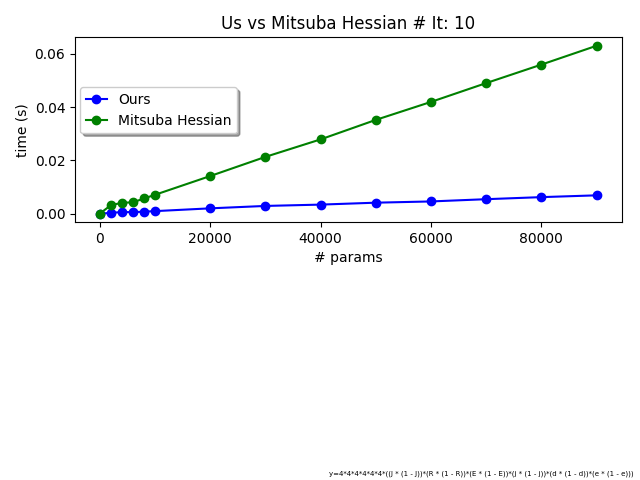 Us vs Mitsuba Hessian # It: 10
0.06
0.04
0.02
0.00
time (s)
Ours
Mitsuba Hessian
0 20000 40000 60000 80000
# params
y=4*4*4*4*4*4*((J * (1 - J))*(R * (1 - R))*(E * (1 - E))*(j * (1 - j))*(d * (1 - d))*(e * (1 - e)))